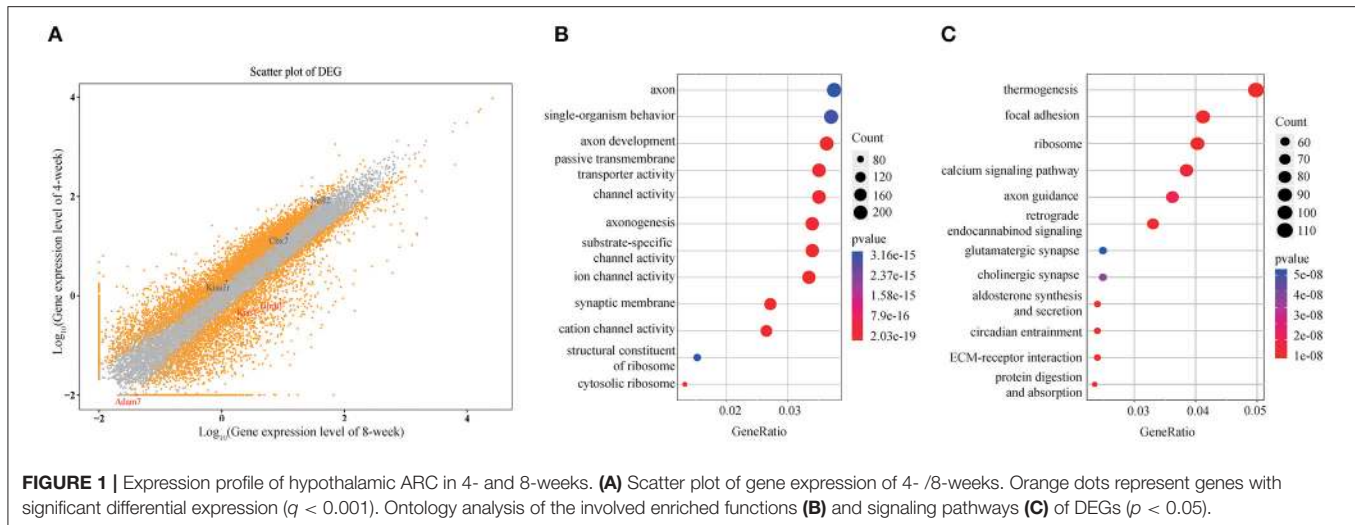 A
Scatter plot of DEG
Log10(Gene expression level of 4-week)
4
2
0
−2
Nell2
Cbx7
Kiss1r
Adam7
−2
0
2
4
Log10(Gene expression level of 8-week)
B
axon
single-organism behavior
axon development
passive transmembrane
transporter activity
channel activity
axonogenesis
substrate-specific
channel activity
ion channel activity
synaptic membrane
cation channel activity
structural constituent
of ribosome
cytosolic ribosome
0.02
0.03
GeneRatio
Count
80
120
160
200
pvalue
3.16e-15
2.37e-15
1.58e-15
7.9e-16
2.03e-19
C
thermogenesis
focal adhesion
ribosome
calcium signaling pathway
axon guidance
retrograde
endocannabinod signaling
glutamatergic synapse
cholinergic synapse
aldosterone synthesis
and secretion
circadian entrainment
ECM-receptor interaction
protein digestion
and absorption
0.03
0.04
0.05
GeneRatio
Count
60
70
80
90
100
110
pvalue
5e-08
4e-08
3e-08
2e-08
1e-08
FIGURE 1 | Expression profile of hypothalamic ARC in 4- and 8-weeks. (A) Scatter plot of gene expression of 4- /8-weeks. Orange dots represent genes with
significant differential expression (q < 0.001). Ontology analysis of the involved enriched functions (B) and signaling pathways (C) of DEGs (p < 0.05).